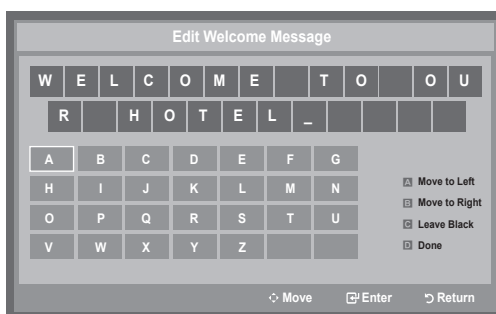 Edit Welcome Message
W E L C O M E   T O   O U
R   H O T E L _
A B C D E F G
H I J K L M N
O P Q R S T U
V W X Y Z
A Move to Left
B Move to Right
C Leave Black
D Done
Move Enter Return